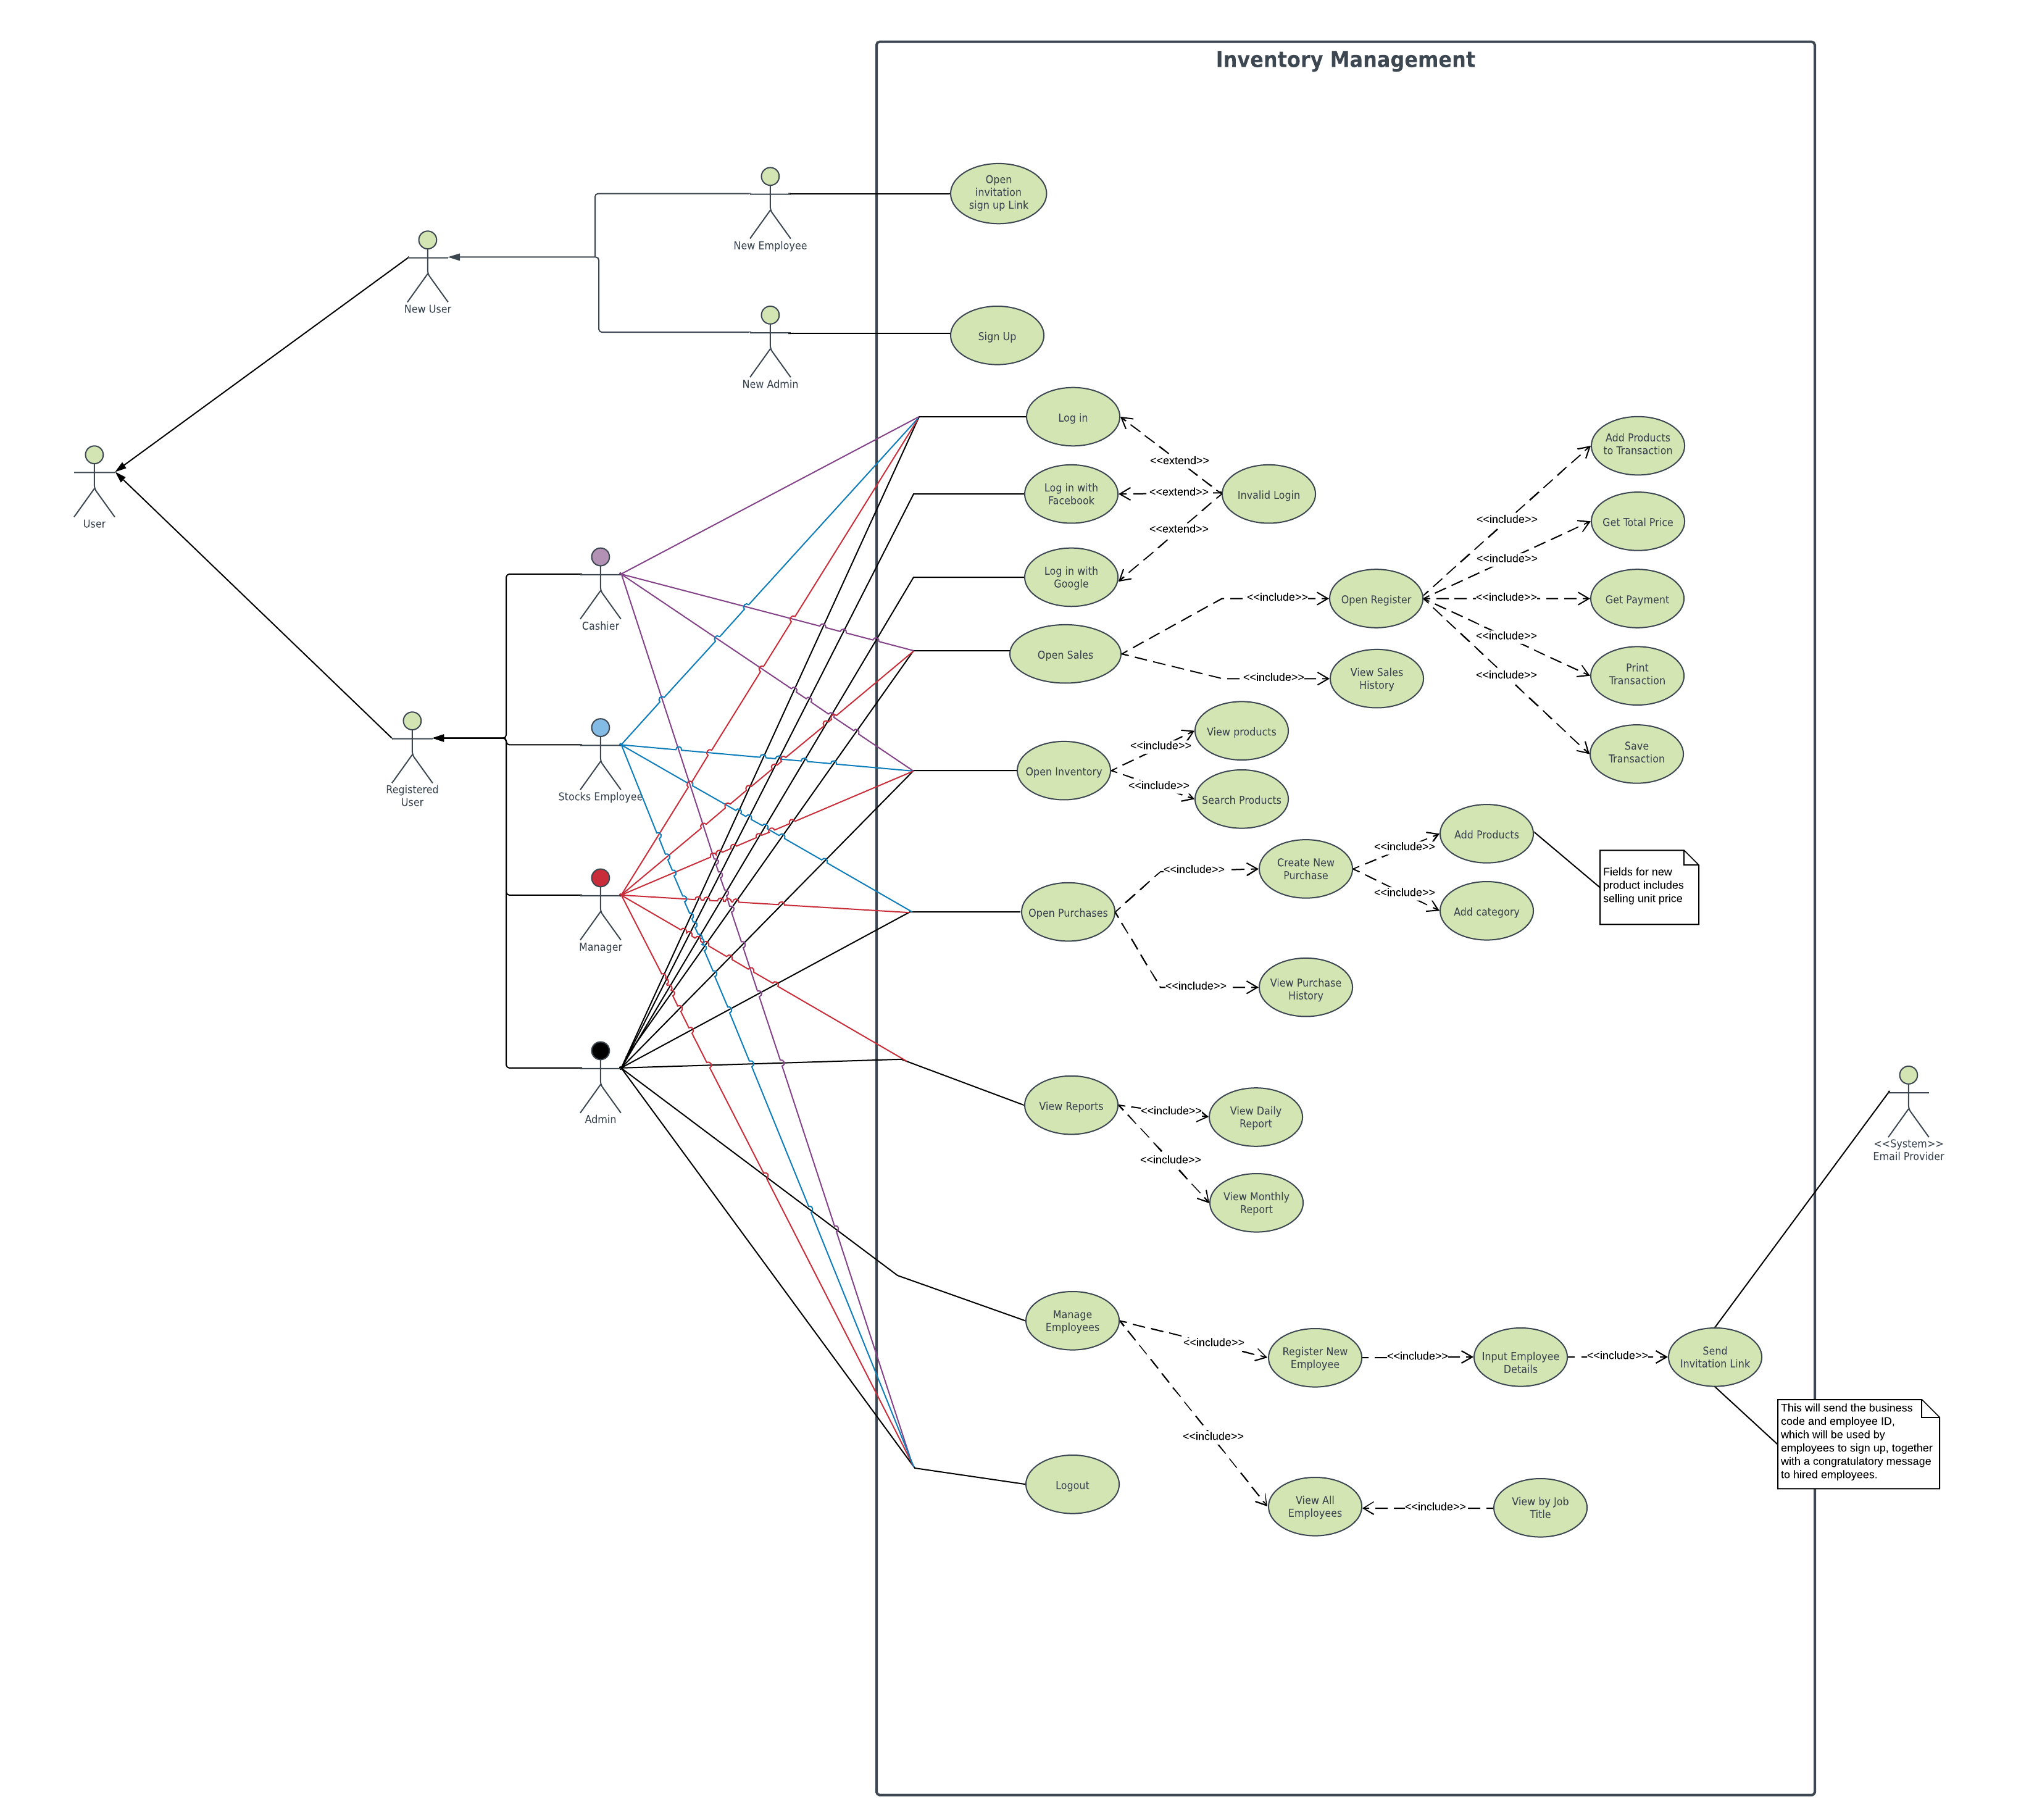 Inventory Management
Open
invitation
sign up Link
New Employee
New User
Sign Up
New Admin
Log in
Add Products
to Transaction
<<extend>>
Log in with
Facebook
<<extend>>
Invalid Login
User
<<include>>
Get Total Price
<<extend>>
<<include>>
Log in with
Google
Cashier
<<include>>
Open Register
<<include>>
Get Payment
<<include>>
Open Sales
<<include>>
View Sales
History
<<include>>
Print
Transaction
View products
<<include>>
Save
Transaction
Registered
User
Stocks Employee
Open Inventory
<<include>>
Search Products
Add Products
<<include>>
Create New
Purchase
<<include>>
Fields for new
product includes
selling unit price
<<include>>
Add category
Open Purchases
Manager
<<include>>
View Purchase
History
Admin
View Reports
<<include>>
View Daily
Report
<<include>>
View Monthly
Report
<<System>>
Email Provider
Manage
Employees
<<include>>
Register New
Employee
<<include>>
Input Employee
Details
<<include>>
Send
Invitation Link
This will send the business
code and employee ID,
which will be used by
employees to sign up, together
with a congratulatory message
to hired employees.
<<include>>
Logout
View All
Employees
<<include>>
View by Job
Title